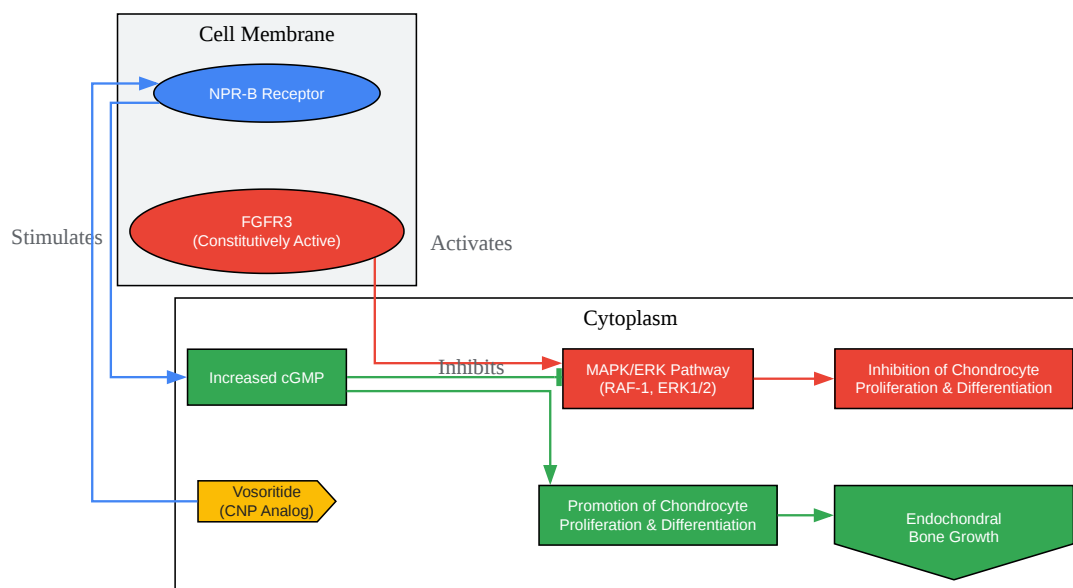 Cell Membrane
NPR-B Receptor
FGFR3
(Constitutively Active)
Stimulates
Activates
Cytoplasm
Increased cGMP
Inhibits
MAPK/ERK Pathway
(RAF-1, ERK1/2)
Inhibition of Chondrocyte
Proliferation & Differentiation
Vosoritide
(CNP Analog)
Promotion of Chondrocyte
Proliferation & Differentiation
Endochondral
Bone Growth